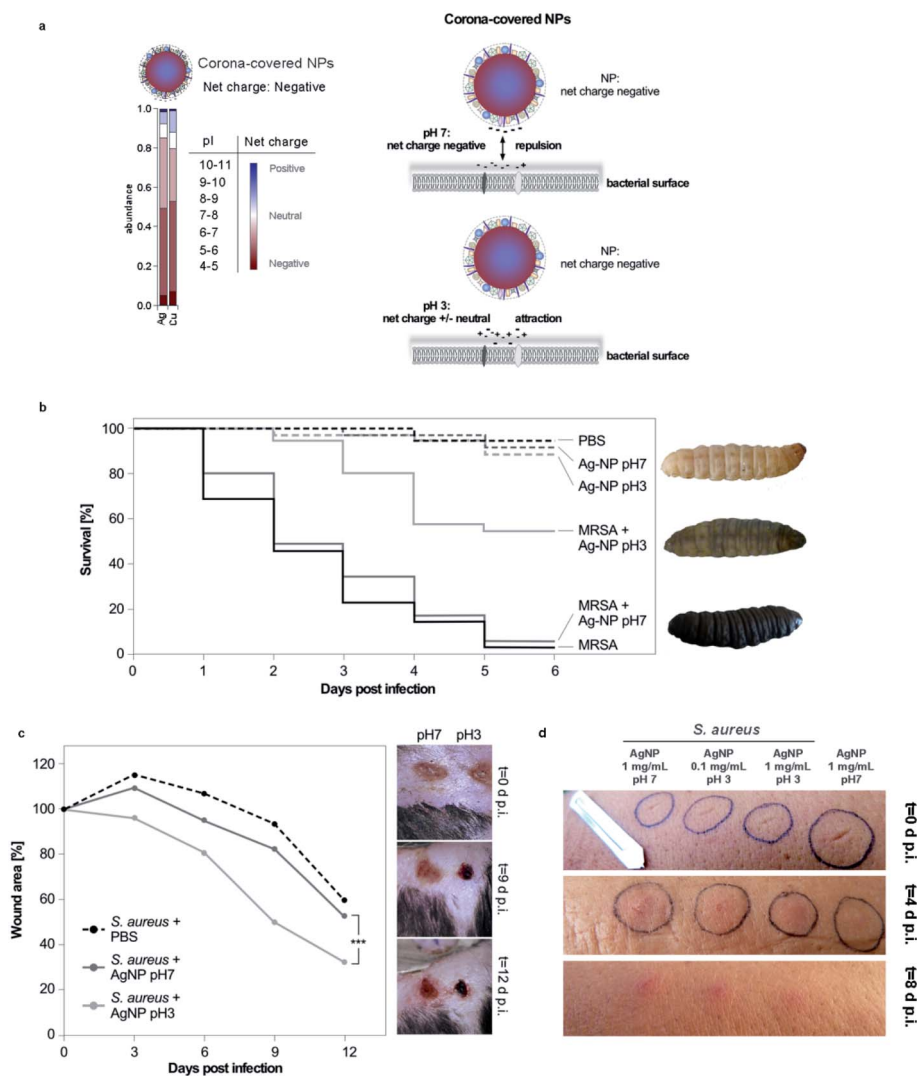 a
Corona-covered NPs
Net charge: Negative
1.0
0.8
0.6
0.4
0.2
0.0
abundance
Ag
Cu
pI
Net charge
10-11
9-10
8-9
7-8
6-7
5-6
4-5
Positive
Neutral
Negative
Corona-covered NPs
NP:
net charge negative
pH 7:
net charge negative
repulsion
bacterial surface
NP:
net charge negative
pH 3:
net charge +/- neutral
attraction
bacterial surface
b
Survival [%]
100
80
60
40
20
0
0
1
2
3
4
5
6
Days post infection
PBS
Ag-NP pH7
Ag-NP pH3
MRSA +
Ag-NP pH3
MRSA +
Ag-NP pH7
MRSA
c
Wound area [%]
120
100
80
60
40
20
0
0
3
6
9
12
Days post infection
S. aureus +
PBS
S. aureus +
AgNP pH7
S. aureus +
AgNP pH3
***
pH7
pH3
t=0 d p.i.
t=9 d p.i.
t=12 d p.i.
d
S. aureus
AgNP
1 mg/mL
pH 7
AgNP
0.1 mg/mL
pH 3
AgNP
1 mg/mL
pH 3
AgNP
1 mg/mL
pH7
t=0 d p.i.
t=4 d p.i.
t=8 d p.i.